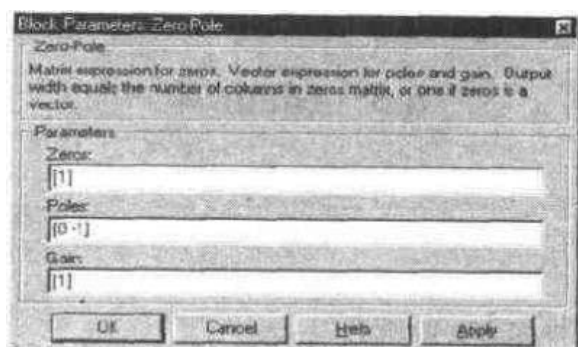 Block Parameters: Zero-Pole
Zero-Pole
Matrix expression for zeros. Vector expression for poles and gain. Output
width equals the number of columns in zeros matrix, or one if zeros is a
vector.
Parameters
Zeros:
[1]
Poles:
[0 -1]
Gain:
[1]
OK
Cancel
Help
Apply